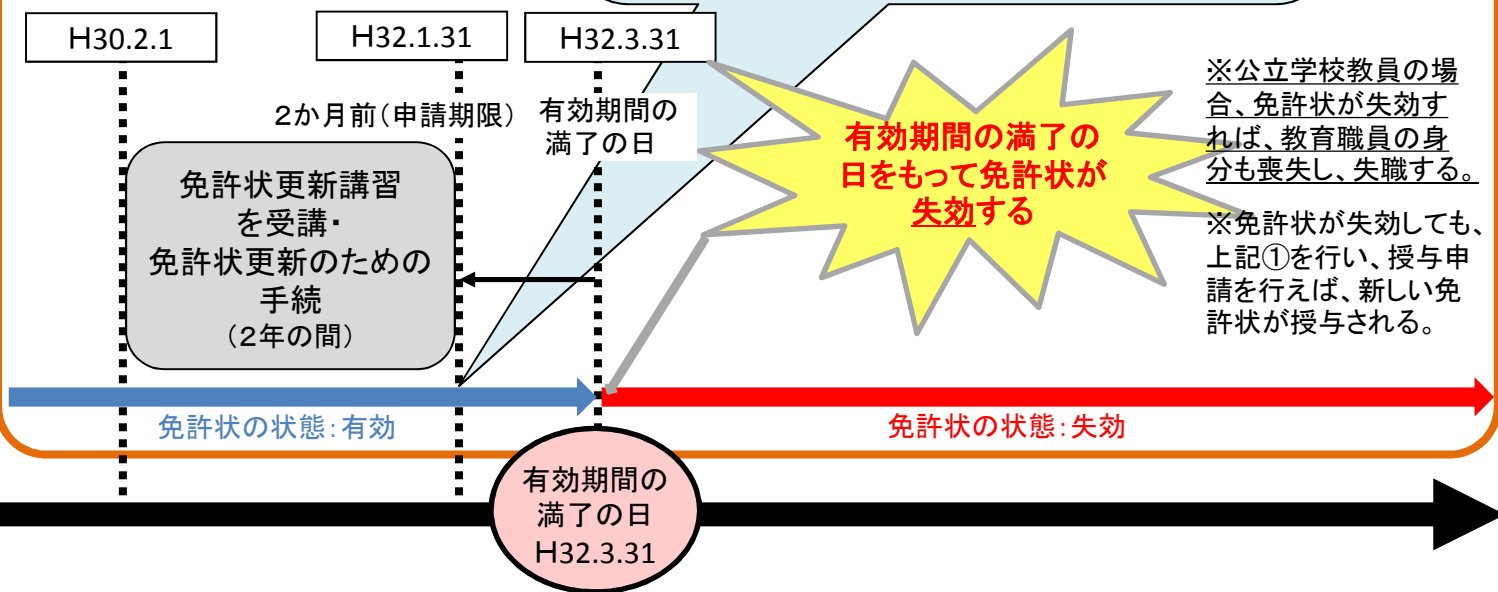 H30.2.1
H32.1.31
H32.3.31
2か月前(申請期限)
有効期間の
満了の日
免許状更新講習
を受講・
免許状更新のための
手続
(2年の間)
有効期間の満了の
日をもって免許状が
失効する
※公立学校教員の場
合、免許状が失効す
れば、教育職員の身
分も喪失し、失職する。
※免許状が失効しても、
上記①を行い、授与申
請を行えば、新しい免
許状が授与される。
免許状の状態:有効
免許状の状態:失効
有効期間の
満了の日
H32.3.31